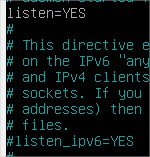 listen=YES
#
# This directive e
# on the IPv6 "any
# and IPv4 clients
# sockets. If you
# addresses) then
# files.
#listen_ipv6=YES
#